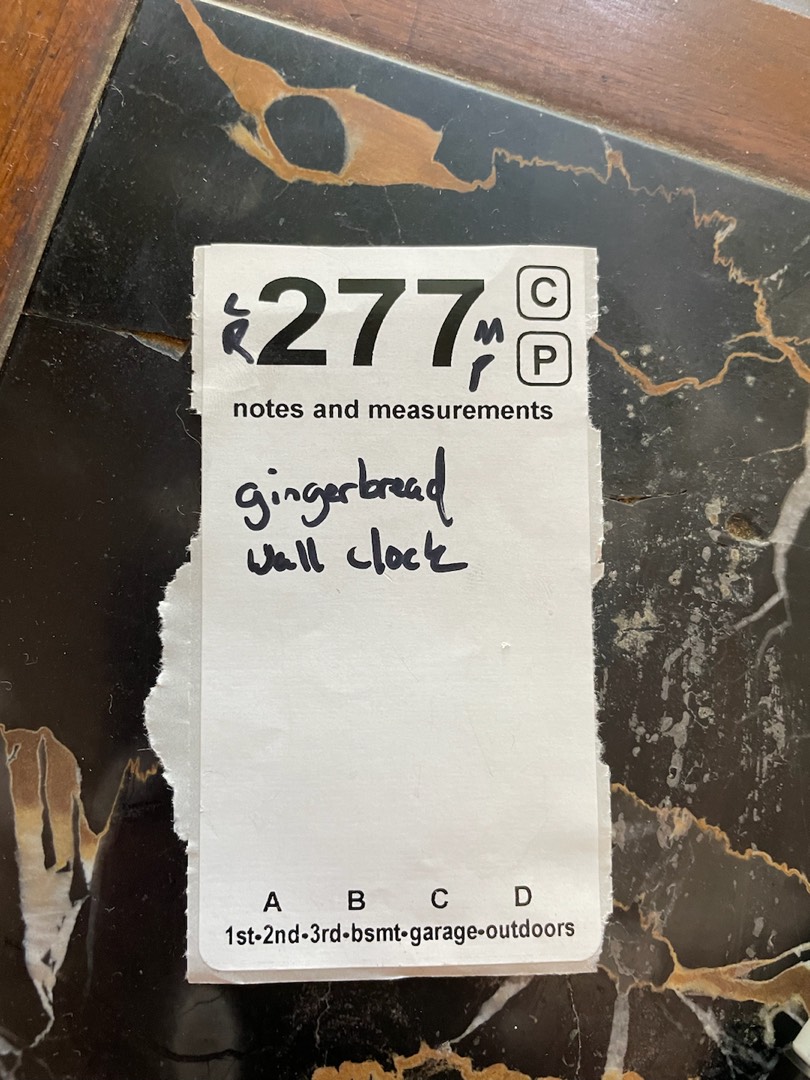 L 277 C
R M P
P
notes and measurements
gingerbread
wall clock
A B C D
1st•2nd•3rd•bsmt•garage•outdoors